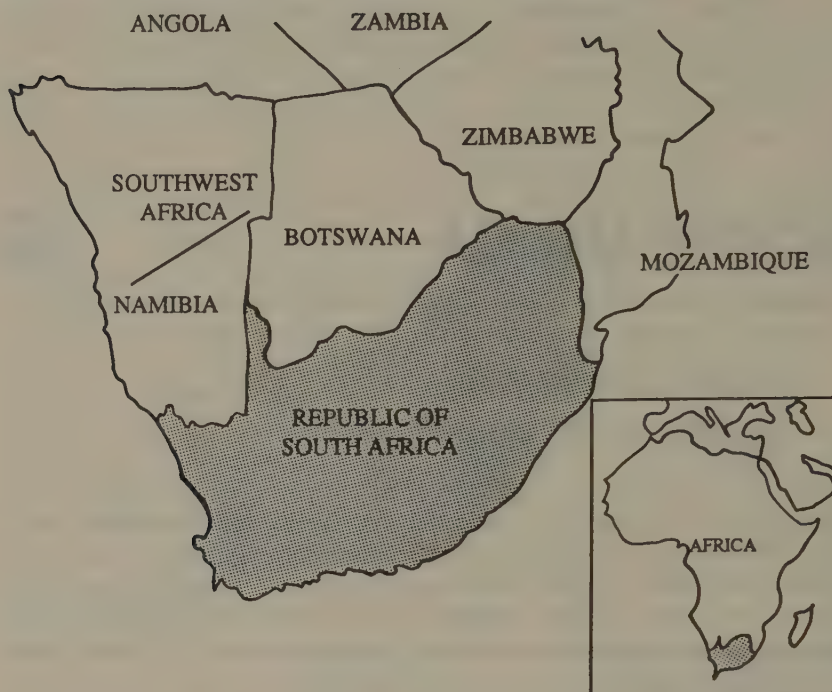 ANGOLA
ZAMBIA
ZIMBABWE
SOUTHWEST
AFRICA
BOTSWANA
MOZAMBIQUE
NAMIBIA
REPUBLIC OF
SOUTH AFRICA
AFRICA